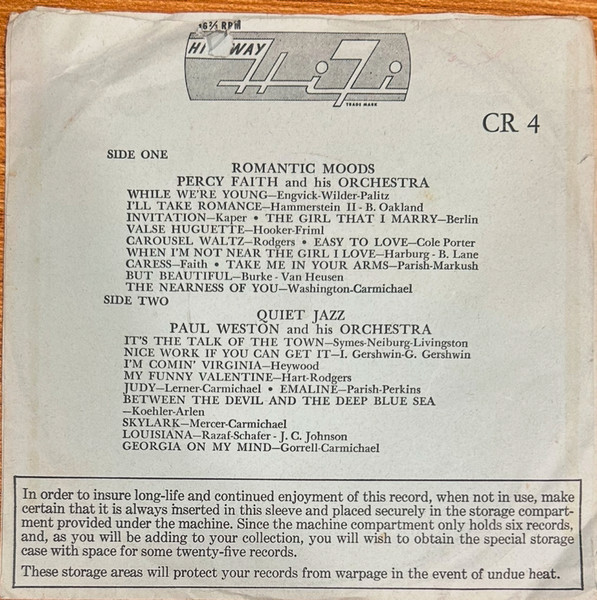 16⅔ RPM
HIGHWAY
HiFi
TRADE MARK
CR 4
SIDE ONE
ROMANTIC MOODS
PERCY FAITH and his ORCHESTRA
WHILE WE'RE YOUNG—Engvick-Wilder-Palitz
I'LL TAKE ROMANCE—Hammerstein II - B. Oakland
INVITATION—Kaper • THE GIRL THAT I MARRY—Berlin
VALSE HUGUETTE—Hooker-Friml
CAROUSEL WALTZ—Rodgers • EASY TO LOVE—Cole Porter
WHEN I'M NOT NEAR THE GIRL I LOVE—Harburg - B. Lane
CARESS—Faith • TAKE ME IN YOUR ARMS—Parish-Markush
BUT BEAUTIFUL—Burke - Van Heusen
THE NEARNESS OF YOU—Washington-Carmichael
SIDE TWO
QUIET JAZZ
PAUL WESTON and his ORCHESTRA
IT'S THE TALK OF THE TOWN—Symes-Neiburg-Livingston
NICE WORK IF YOU CAN GET IT—I. Gershwin-G. Gershwin
I'M COMIN' VIRGINIA—Heywood
MY FUNNY VALENTINE—Hart-Rodgers
JUDY—Lerner-Carmichael • EMALINE—Parish-Perkins
BETWEEN THE DEVIL AND THE DEEP BLUE SEA
—Koehler-Arlen
SKYLARK—Mercer-Carmichael
LOUISIANA—Razaf-Schafer - J. C. Johnson
GEORGIA ON MY MIND—Gorrell-Carmichael
In order to insure long-life and continued enjoyment of this record, when not in use, make
certain that it is always inserted in this sleeve and placed securely in the storage compart-
ment provided under the machine. Since the machine compartment only holds six records,
and, as you will be adding to your collection, you will wish to obtain the special storage
case with space for some twenty-five records.
These storage areas will protect your records from warpage in the event of undue heat.